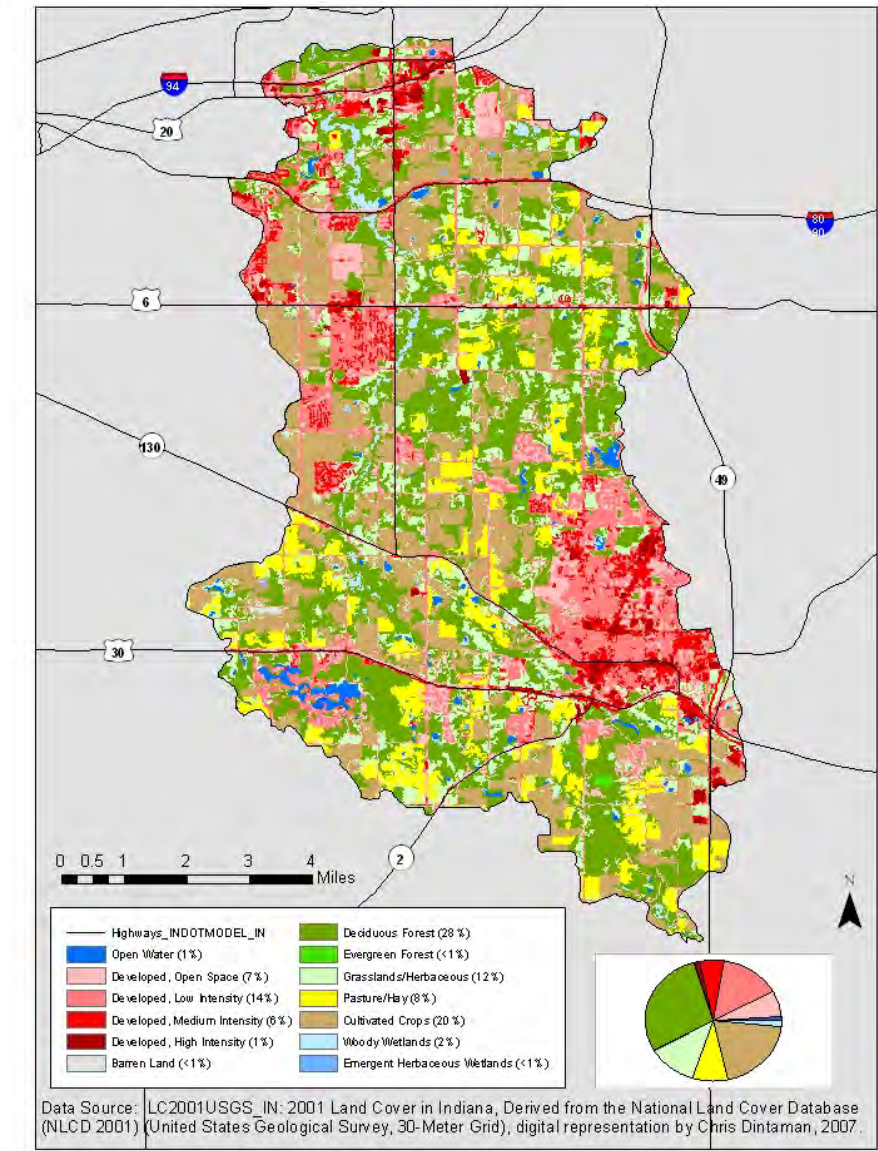 94
20
80
90
6
130
49
30
2
0 0.5 1 2 3 4
Miles
N
Highways_INDOTMODEL_IN
Open Water (1%)
Developed, Open Space (7%)
Developed, Low Intensity (14%)
Developed, Medium Intensity (6%)
Developed, High Intensity (1%)
Barren Land (<1%)
Deciduous Forest (28%)
Evergreen Forest (<1%)
Grasslands/Herbaceous (12%)
Pasture/Hay (8%)
Cultivated Crops (20%)
Woody Wetlands (2%)
Emergent Herbaceous Wetlands (<1%)
Data Source: LC2001USGS_IN: 2001 Land Cover in Indiana, Derived from the National Land Cover Database
(NLCD 2001) (United States Geological Survey, 30-Meter Grid), digital representation by Chris Dintaman, 2007.